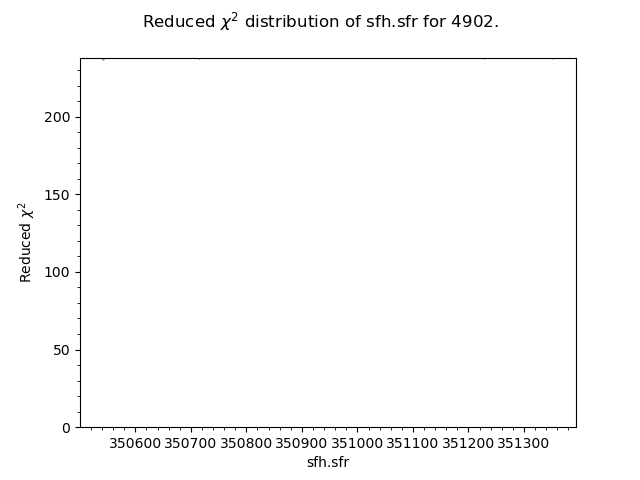 Reduced χ² distribution of sfh.sfr for 4902.
200
150
100
50
0
Reduced χ²
350600 350700 350800 350900 351000 351100 351200 351300
sfh.sfr